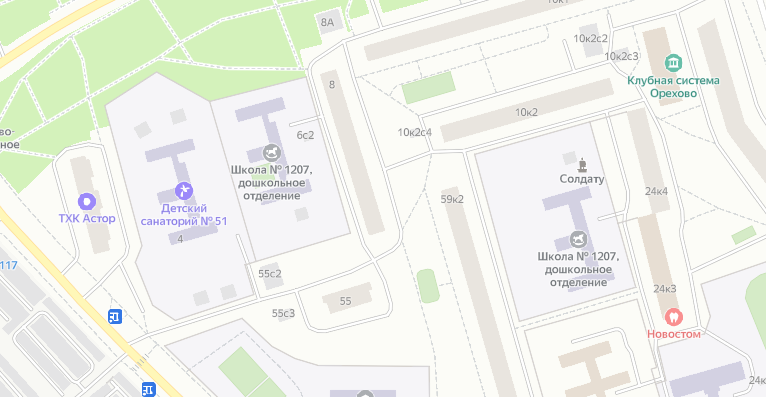 10к1
8А
10к2с2
10к2с3
Клубная система
Орехово
8
10к2
6с2
10к2с4
во-
ное
Школа № 1207,
дошкольное
отделение
Солдату
ТХК Астор
Детский
санаторий № 51
4
59к2
24к4
Школа № 1207,
дошкольное
отделение
117
55с2
55
55с3
24к3
Новостом
24к